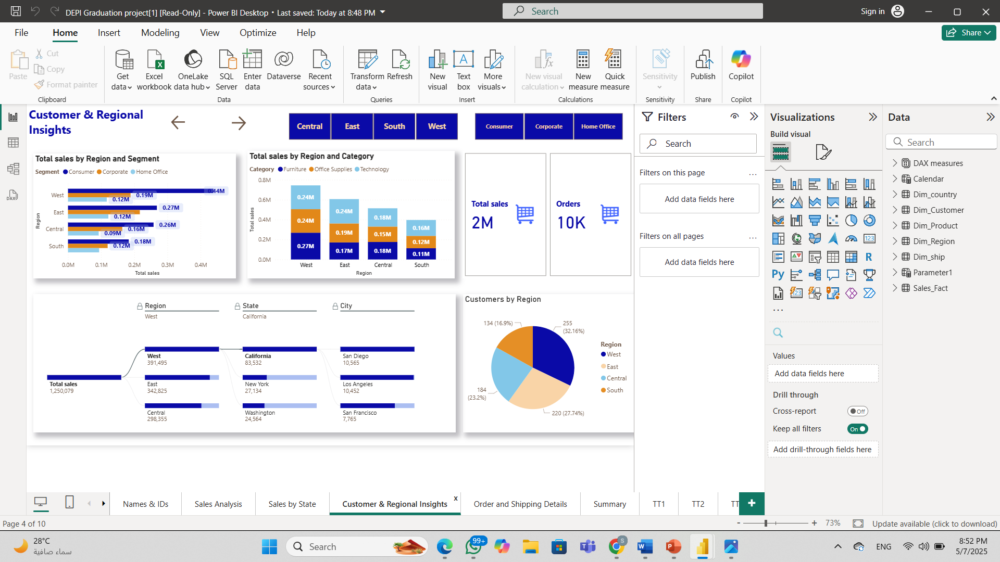 DEPI Graduation project[1] [Read-Only] - Power BI Desktop • Last saved: Today at 8:48 PM
Search
Sign in
File Home Insert Modeling View Optimize Help
Share
Paste
Cut
Copy
Format painter
Clipboard
Get data
Excel workbook
OneLake data hub
SQL Server
Enter data
Dataverse
Recent sources
Data
Transform data
Refresh
Queries
New visual
Text box
More visuals
Insert
New visual calculation
New measure
Quick measure
Calculations
Sensitivity
Sensitivity
Publish
Share
Copilot
Copilot
Customer & Regional
Insights
Central East South West
Consumer Corporate Home Office
Total sales by Region and Segment
Segment Consumer Corporate Home Office
Region
West
0.44M
0.19M
0.12M
East
0.27M
0.12M
Central
0.26M
0.16M
0.09M
South
0.18M
0.12M
0.0M 0.1M 0.2M 0.3M 0.4M
Total sales
Total sales by Region and Category
Category Furniture Office Supplies Technology
Total sales
0.8M
0.6M
0.4M
0.2M
0.0M
0.24M
0.24M
0.27M
0.24M
0.19M
0.17M
0.18M
0.15M
0.18M
0.16M
0.12M
0.11M
West East Central South
Region
Total sales
2M
Orders
10K
Region
West
State
California
City
Total sales
1,250,079
West
391,495
East
342,825
Central
298,355
California
83,532
New York
27,134
Washington
24,564
San Diego
10,565
Los Angeles
10,452
San Francisco
7,765
Customers by Region
134 (16.9%)
255
(32.16%)
184
(23.2%)
220 (27.74%)
Region
West
East
Central
South
Filters
Search
Filters on this page
...
Add data fields here
Filters on all pages
...
Add data fields here
Visualizations
Build visual
123
R
Py
123
...
Values
Add data fields here
Drill through
Cross-report
Off
Keep all filters
On
Add drill-through fields here
Data
Search
DAX measures
Calendar
Dim_country
Dim_Customer
Dim_Product
Dim_Region
Dim_ship
Parameter1
Sales_Fact
DAX
Names & IDs
Sales Analysis
Sales by State
Customer & Regional Insights
x
Order and Shipping Details
Summary
TT1
TT2
TT
+
Page 4 of 10
- + 73%
Update available (click to download)
28°C
سماء صافية
Search
99+
S
ENG
8:52 PM
5/7/2025